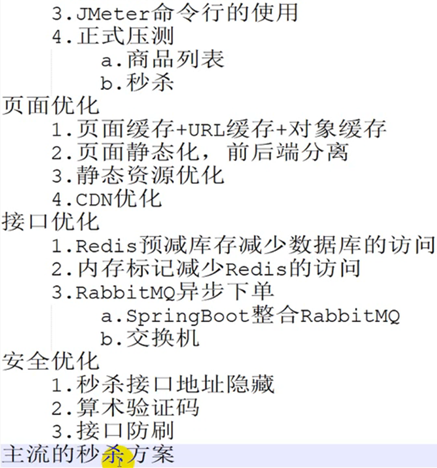 3.JMeter命令行的使用
4.正式压测
a.商品列表
b.秒杀
页面优化
1.页面缓存+URL缓存+对象缓存
2.页面静态化，前后端分离
3.静态资源优化
4.CDN优化
接口优化
1.Redis预减库存减少数据库的访问
2.内存标记减少Redis的访问
3.RabbitMQ异步下单
a.SpringBoot整合RabbitMQ
b.交换机
安全优化
1.秒杀接口地址隐藏
2.算术验证码
3.接口防刷
主流的秒杀方案